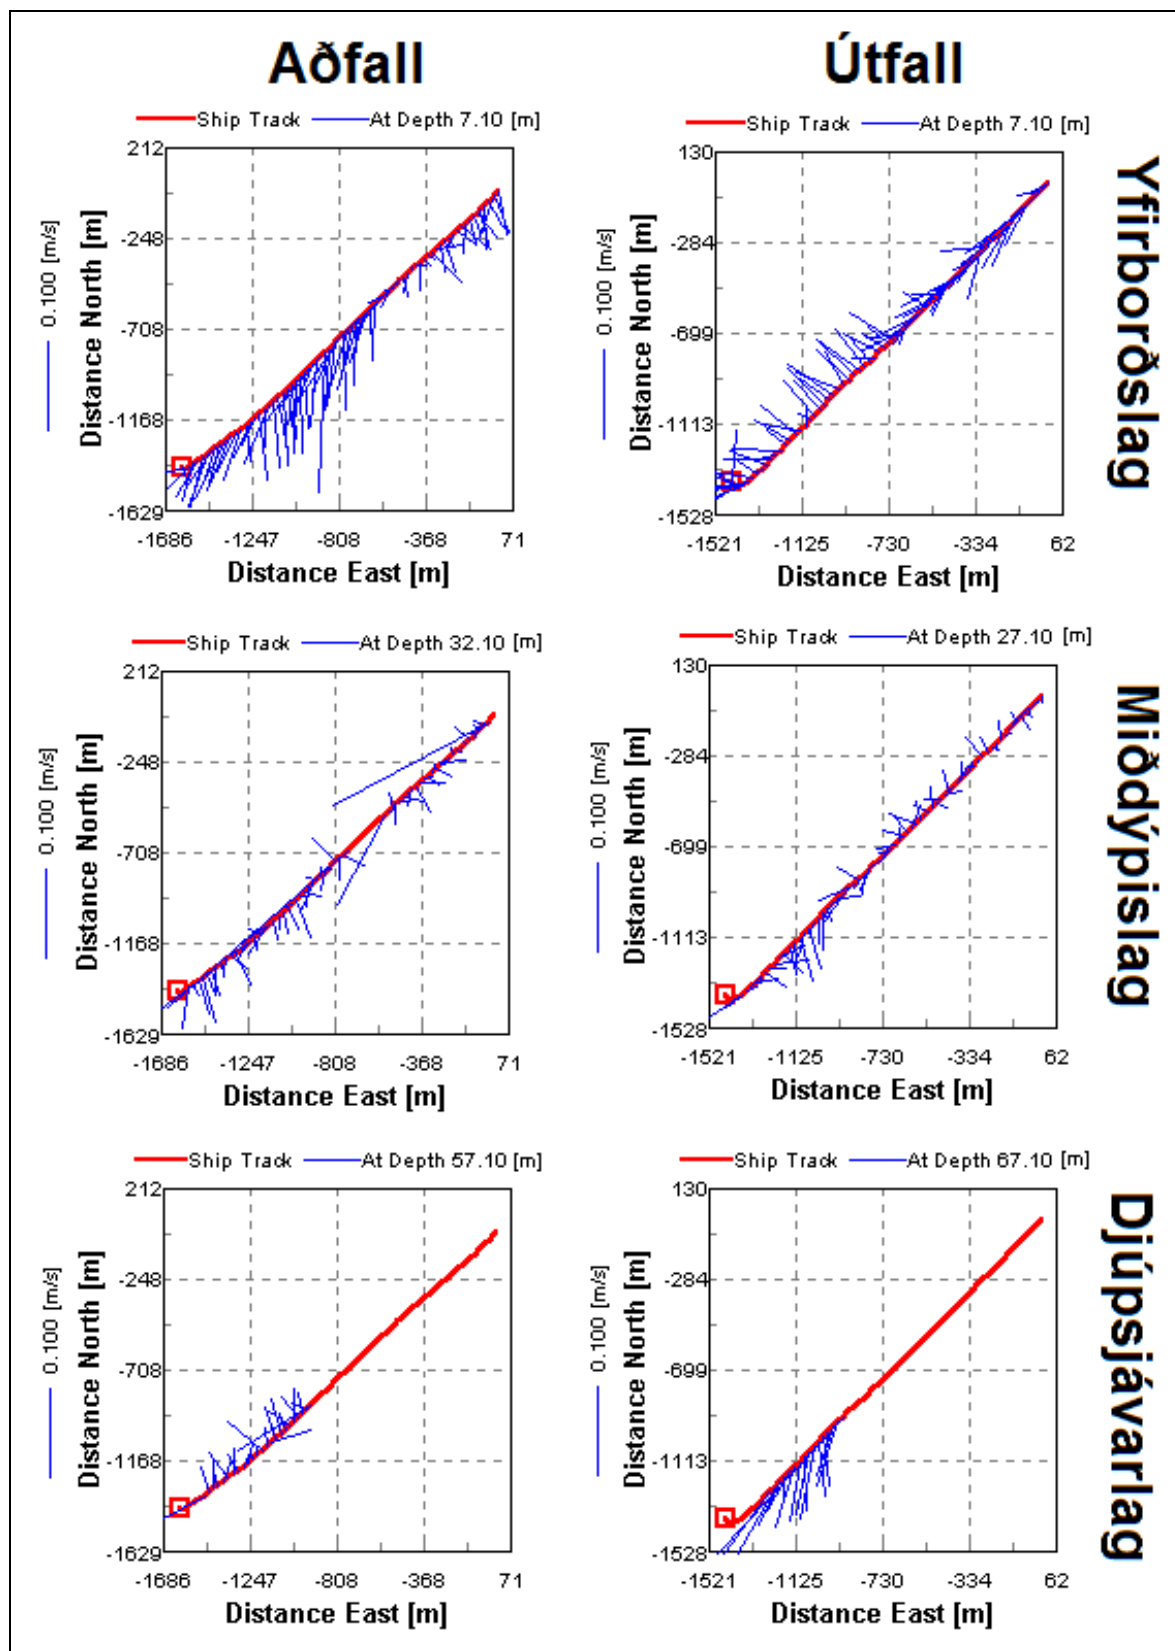 Aðfall Útfall
Ship Track At Depth 7.10 [m]
212
-248
-708
-1168
-1629
-1686 -1247 -808 -368 71
Distance East [m]
Distance North [m]
0.100 [m/s]
Ship Track At Depth 7.10 [m]
130
-284
-699
-1113
-1528
-1521 -1125 -730 -334 62
Distance East [m]
Distance North [m]
0.100 [m/s]
Yfirborðslag
Ship Track At Depth 32.10 [m]
212
-248
-708
-1168
-1629
-1686 -1247 -808 -368 71
Distance East [m]
Distance North [m]
0.100 [m/s]
Ship Track At Depth 27.10 [m]
130
-284
-699
-1113
-1528
-1521 -1125 -730 -334 62
Distance East [m]
Distance North [m]
0.100 [m/s]
Miðdýpislag
Ship Track At Depth 57.10 [m]
212
-248
-708
-1168
-1629
-1686 -1247 -808 -368 71
Distance East [m]
Distance North [m]
0.100 [m/s]
Ship Track At Depth 67.10 [m]
130
-284
-699
-1113
-1528
-1521 -1125 -730 -334 62
Distance East [m]
Distance North [m]
0.100 [m/s]
Djúpsjávarlag